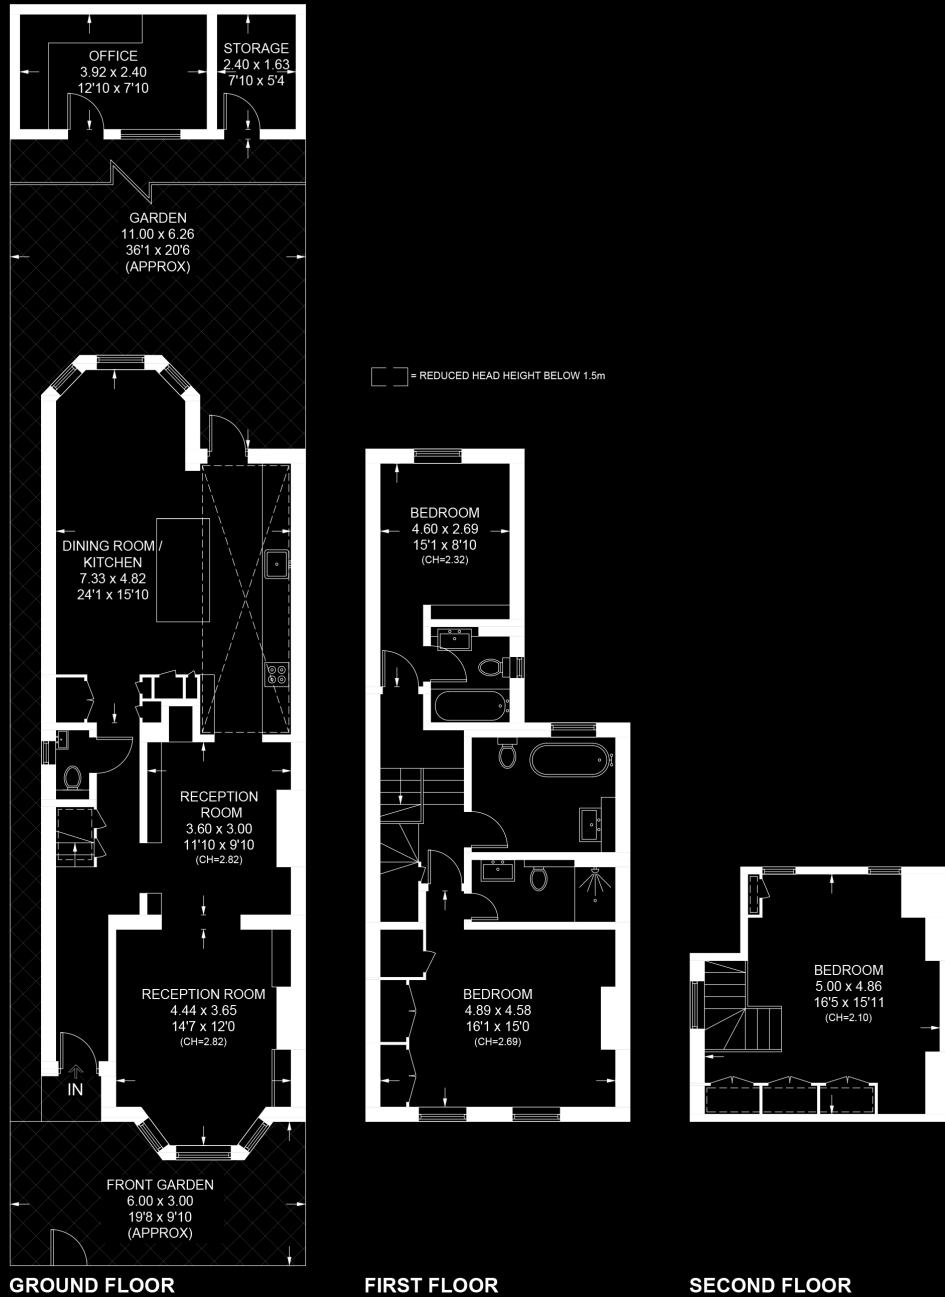 OFFICE
3.92 x 2.40
12'10 x 7'10
STORAGE
2.40 x 1.63
7'10 x 5'4
GARDEN
11.00 x 6.26
36'1 x 20'6
(APPROX)
= REDUCED HEAD HEIGHT BELOW 1.5m
DINING ROOM /
KITCHEN
7.33 x 4.82
24'1 x 15'10
BEDROOM
4.60 x 2.69
15'1 x 8'10
(CH=2.32)
RECEPTION
ROOM
3.60 x 3.00
11'10 x 9'10
(CH=2.82)
RECEPTION ROOM
4.44 x 3.65
14'7 x 12'0
(CH=2.82)
BEDROOM
4.89 x 4.58
16'1 x 15'0
(CH=2.69)
BEDROOM
5.00 x 4.86
16'5 x 15'11
(CH=2.10)
IN
FRONT GARDEN
6.00 x 3.00
19'8 x 9'10
(APPROX)
GROUND FLOOR
FIRST FLOOR
SECOND FLOOR